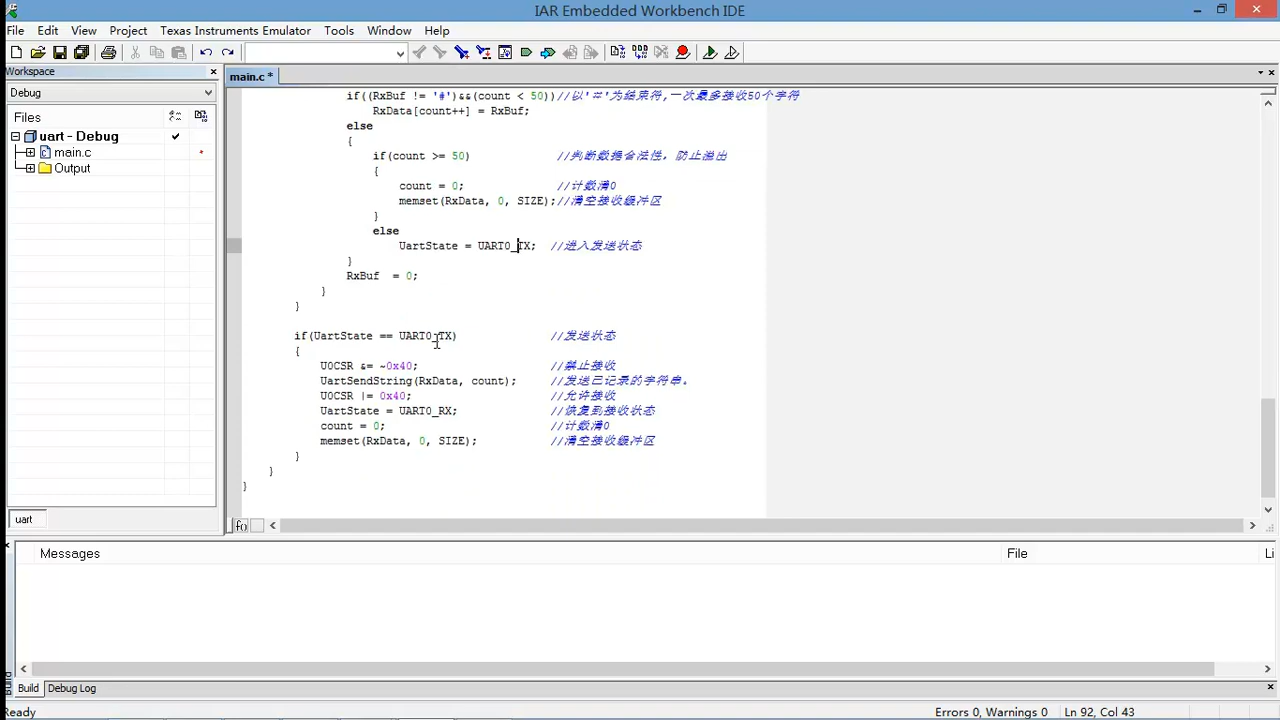 IAR Embedded Workbench IDE
File Edit View Project Texas Instruments Emulator Tools Window Help
Workspace
main.c *
Debug
Files
uart - Debug
main.c
Output
uart
if((RxBuf != '#')&&(count < 50))//以'#'为结束符,一次最多接收50个字符
RxData[count++] = RxBuf;
else
{
if(count >= 50) //判断数据合法性，防止溢出
{
count = 0; //计数清0
memset(RxData, 0, SIZE);//清空接收缓冲区
}
else
UartState = UART0_TX; //进入发送状态
}
RxBuf = 0;
}
}
if(UartState == UART0_TX) //发送状态
{
U0CSR &= ~0x40; //禁止接收
UartSendString(RxData, count); //发送已记录的字符串。
U0CSR |= 0x40; //允许接收
UartState = UART0_RX; //恢复到接收状态
count = 0; //计数清0
memset(RxData, 0, SIZE); //清空接收缓冲区
}
}
}
f()
Messages File Li
Build
Build Debug Log
Ready Errors 0, Warnings 0 Ln 92, Col 43